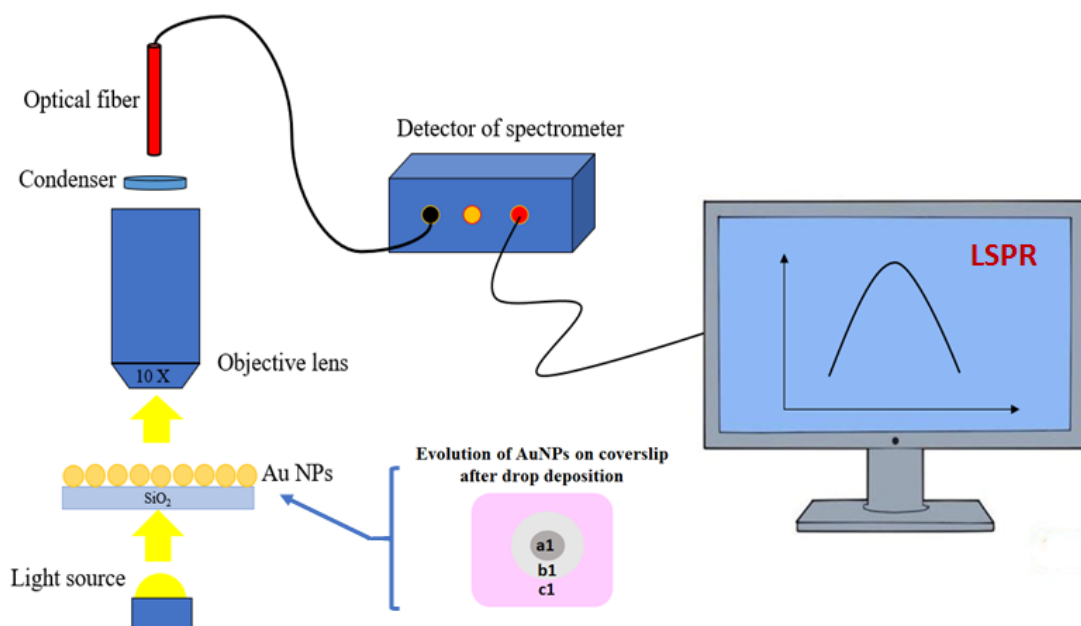 Optical fiber
Detector of spectrometer
Condenser
LSPR
Objective lens
10 X
Evolution of AuNPs on coverslip
after drop deposition
Au NPs
SiO₂
a1
b1
c1
Light source